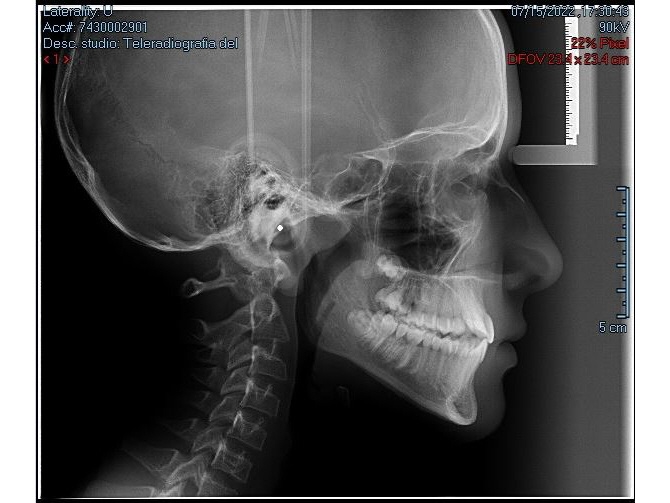 Laterality: U
Acc#: 7430002901
Desc. studio: Teleradiografia del
< 1 >
07/15/2022, 17:30:43
90kV
22% Pixel
DFOV 23.4 x 23.4 cm
5 cm